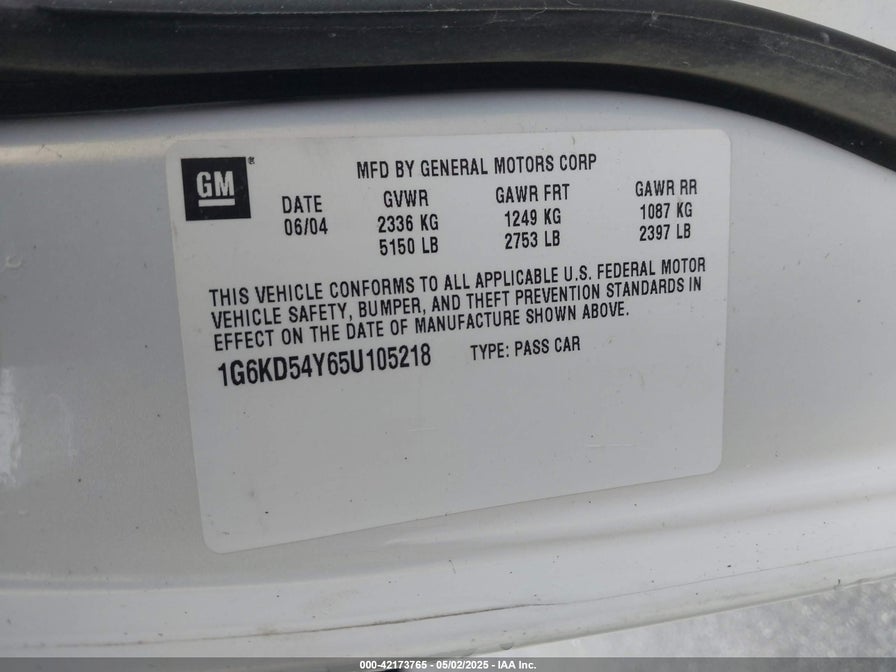 GM®
MFD BY GENERAL MOTORS CORP
DATE GVWR GAWR FRT GAWR RR
06/04 2336 KG 1249 KG 1087 KG
5150 LB 2753 LB 2397 LB
THIS VEHICLE CONFORMS TO ALL APPLICABLE U.S. FEDERAL MOTOR
VEHICLE SAFETY, BUMPER, AND THEFT PREVENTION STANDARDS IN
EFFECT ON THE DATE OF MANUFACTURE SHOWN ABOVE.
1G6KD54Y65U105218 TYPE: PASS CAR
000-42173765 - 05/02/2025 - IAA Inc.